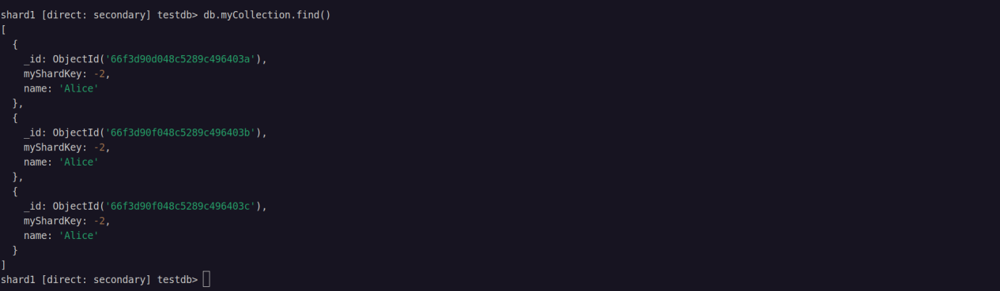 shard1 [direct: secondary] testdb> db.myCollection.find()
[
  {
    _id: ObjectId('66f3d90d048c5289c496403a'),
    myShardKey: -2,
    name: 'Alice'
  },
  {
    _id: ObjectId('66f3d90f048c5289c496403b'),
    myShardKey: -2,
    name: 'Alice'
  },
  {
    _id: ObjectId('66f3d90f048c5289c496403c'),
    myShardKey: -2,
    name: 'Alice'
  }
]
shard1 [direct: secondary] testdb>